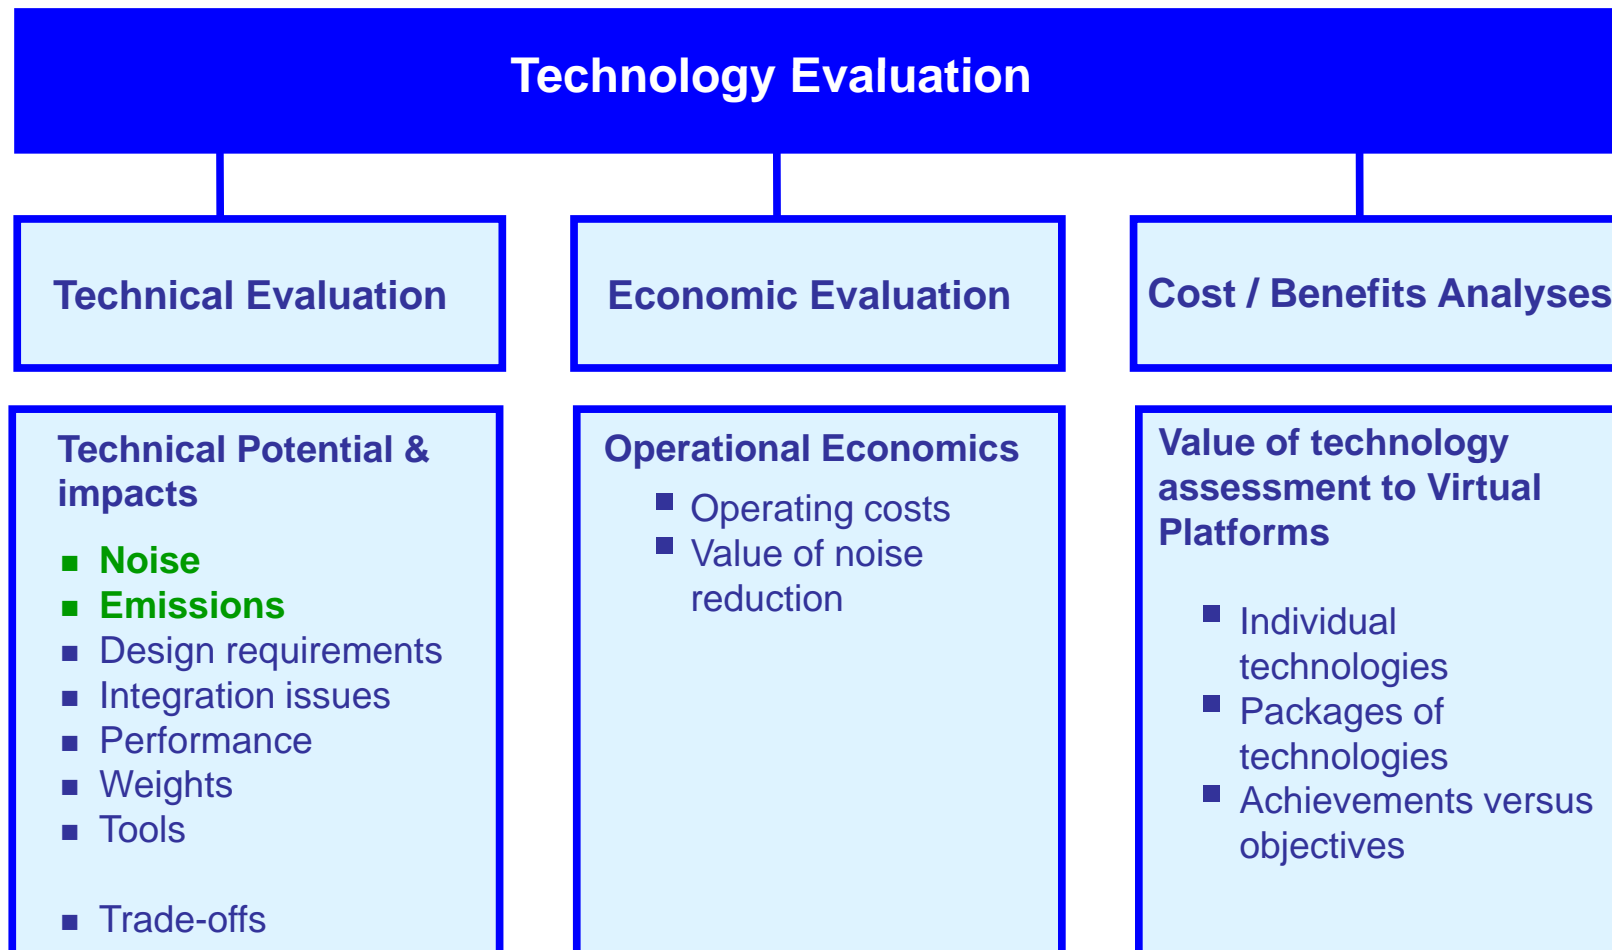 Technology Evaluation
Technical Evaluation
Economic Evaluation
Cost / Benefits Analyses
Technical Potential &
impacts
Noise
Emissions
Design requirements
Integration issues
Performance
Weights
Tools
Trade-offs
Operational Economics
Operating costs
Value of noise
reduction
Value of technology
assessment to Virtual
Platforms
Individual
technologies
Packages of
technologies
Achievements versus
objectives